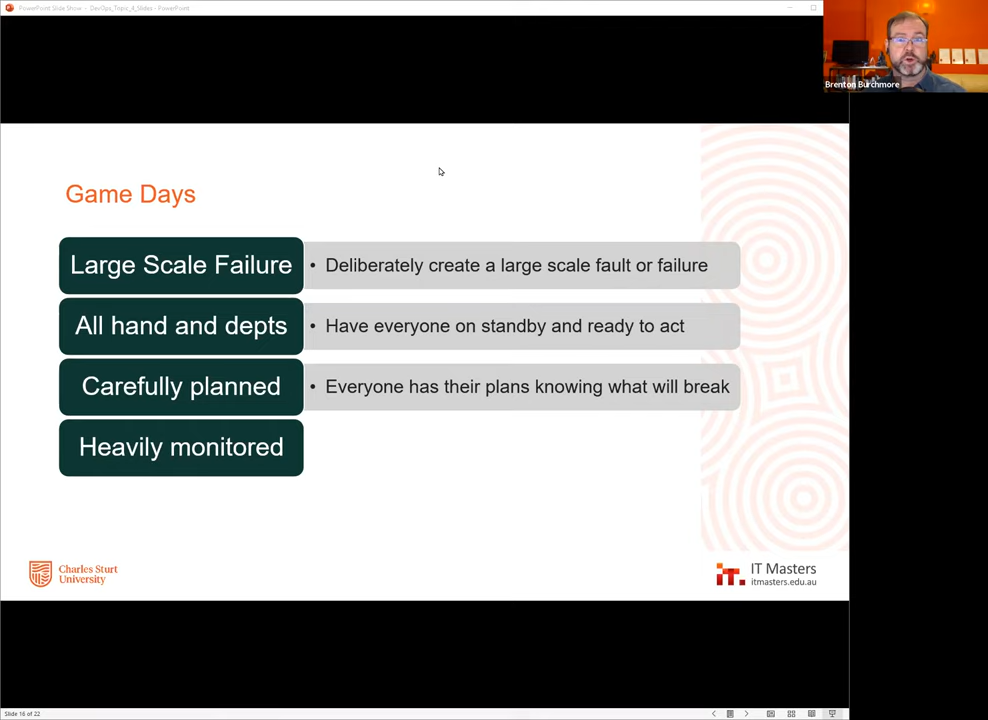 PowerPoint Slide Show - DevOps_Topic_4_Slides - PowerPoint
Brenton Burchmore
Game Days
Large Scale Failure
• Deliberately create a large scale fault or failure
All hand and depts
• Have everyone on standby and ready to act
Carefully planned
• Everyone has their plans knowing what will break
Heavily monitored
Charles Sturt
University
IT Masters
itmasters.edu.au
Slide 16 of 22